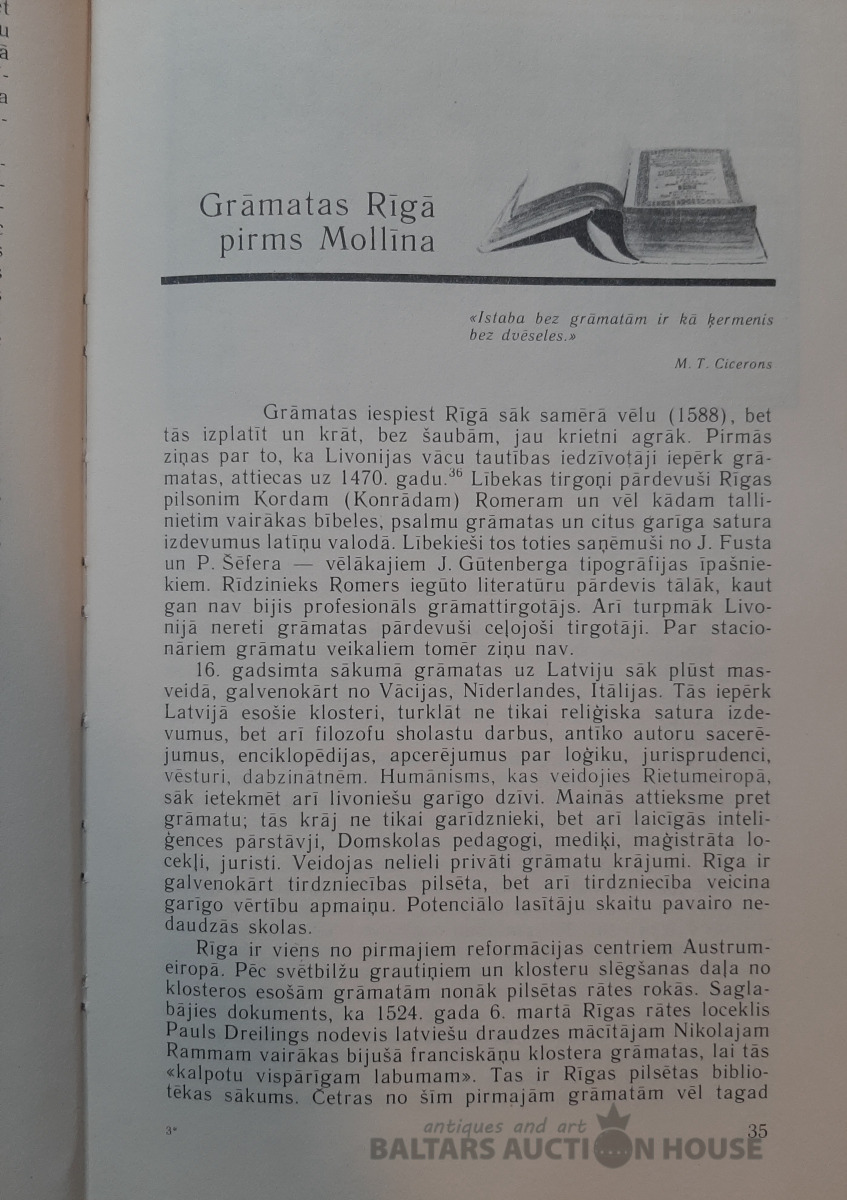 Grāmatas Rīgā
pirms Mollīna
«Istaba bez grāmatām ir kā ķermenis
bez dvēseles.»
M. T. Cicerons
Grāmatas iespiest Rīgā sāk samērā vēlu (1588), bet
tās izplatīt un krāt, bez šaubām, jau krietni agrāk. Pirmās
ziņas par to, ka Livonijas vācu tautības iedzīvotāji iepērk grā-
matas, attiecas uz 1470. gadu.³⁶ Lībekas tirgoņi pārdevuši Rīgas
pilsonim Kordam (Konrādam) Romeram un vēl kādam talli-
nietim vairākas bībeles, psalmu grāmatas un citus garīga satura
izdevumus latīņu valodā. Lībekieši tos toties saņēmuši no J. Fusta
un P. Šēfera — vēlākajiem J. Gūtenberga tipogrāfijas īpašnie-
kiem. Rīdzinieks Romers iegūto literatūru pārdevis tālāk, kaut
gan nav bijis profesionāls grāmattirgotājs. Arī turpmāk Livo-
nijā nereti grāmatas pārdevuši ceļojoši tirgotāji. Par stacio-
nāriem grāmatu veikaliem tomēr ziņu nav.
16. gadsimta sākumā grāmatas uz Latviju sāk plūst mas-
veidā, galvenokārt no Vācijas, Nīderlandes, Itālijas. Tās iepērk
Latvijā esošie klosteri, turklāt ne tikai reliģiska satura izde-
vumus, bet arī filozofu sholastu darbus, antīko autoru sacerē-
jumus, enciklopēdijas, apcerējumus par loģiku, jurisprudenci,
vēsturi, dabzinātnēm. Humānisms, kas veidojies Rietumeiropā,
sāk ietekmēt arī livoniešu garīgo dzīvi. Mainās attieksme pret
grāmatu; tās krāj ne tikai garīdznieki, bet arī laicīgās inteli-
ģences pārstāvji, Domskolas pedagogi, mediķi, maģistrāta lo-
cekļi, juristi. Veidojas nelieli privāti grāmatu krājumi. Rīga ir
galvenokārt tirdzniecības pilsēta, bet arī tirdzniecība veicina
garīgo vērtību apmaiņu. Potenciālo lasītāju skaitu pavairo ne-
daudzās skolas.
Rīga ir viens no pirmajiem reformācijas centriem Austrum-
eiropā. Pēc svētbilžu grautiņiem un klosteru slēgšanas daļa no
klosteros esošām grāmatām nonāk pilsētas rātes rokās. Sagla-
bājies dokuments, ka 1524. gada 6. martā Rīgas rātes loceklis
Pauls Dreilings nodevis latviešu draudzes mācītājam Nikolajam
Rammam vairākas bijušā franciskāņu klostera grāmatas, lai tās
«kalpotu vispārīgam labumam». Tas ir Rīgas pilsētas biblio-
tēkas sākums. Četras no šīm pirmajām grāmatām vēl tagad
3*
35
antiques and art
BALTARS AUCTION HOUSE